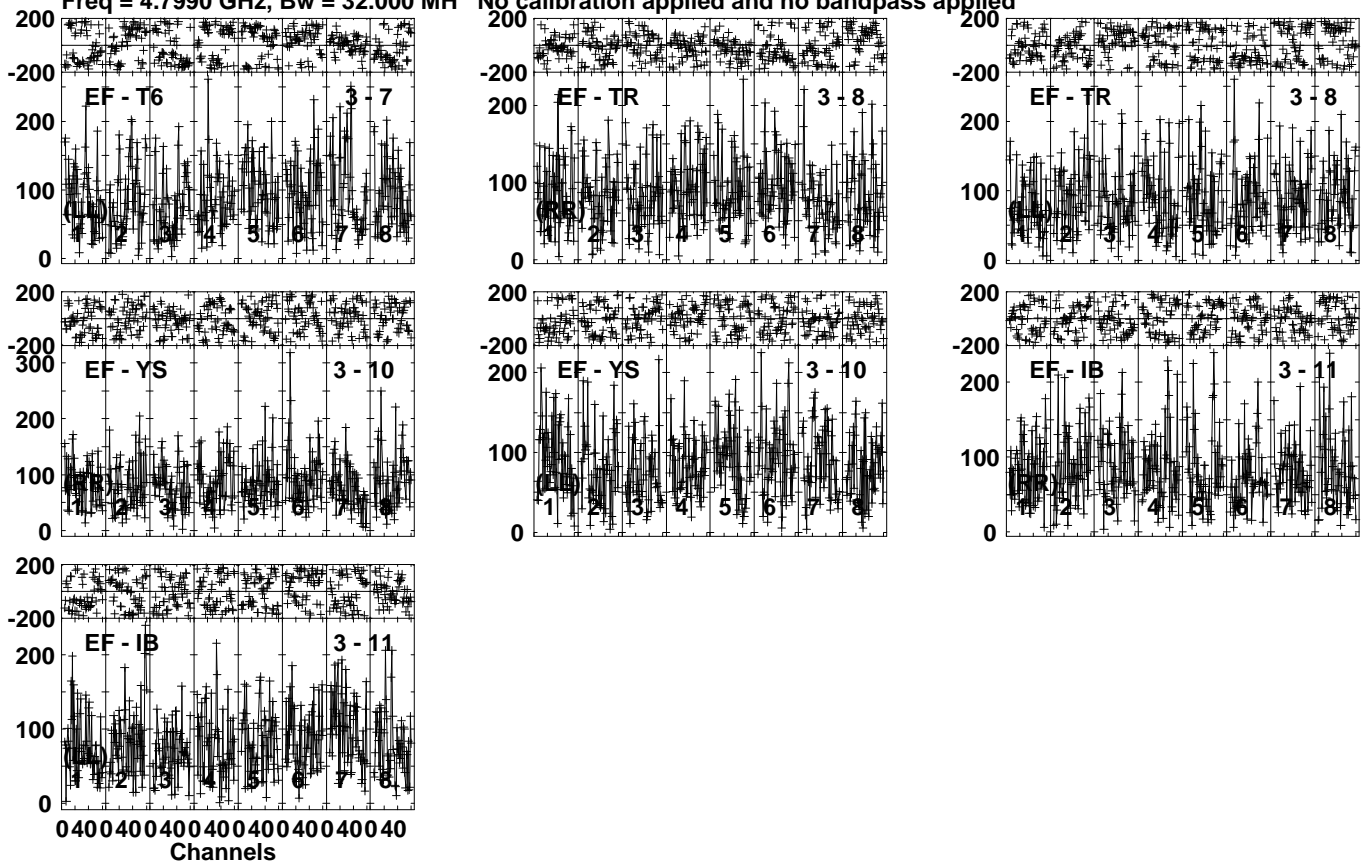 Freq = 4.7990 GHz, Bw = 32.000 MH No calibration applied and no bandpass applied
200
-200
EF - T6 3 - 7
200
100
0
(LL)
1 2 3 4 5 6 7 8
200
-200
EF - TR 3 - 8
200
100
0
(RR)
1 2 3 4 5 6 7 8
200
-200
EF - TR 3 - 8
200
100
0
(LL)
1 2 3 4 5 6 7 8
200
-200
EF - YS 3 - 10
300
200
100
0
(RR)
1 2 3 4 5 6 7 8
200
-200
EF - YS 3 - 10
200
100
0
(LL)
1 2 3 4 5 6 7 8
200
-200
EF - IB 3 - 11
200
100
0
(RR)
1 2 3 4 5 6 7 8
200
-200
EF - IB 3 - 11
200
100
0
(LL)
1 2 3 4 5 6 7 8
0 40 0 40 0 40 0 40 0 40 0 40 0 40 0 40
Channels